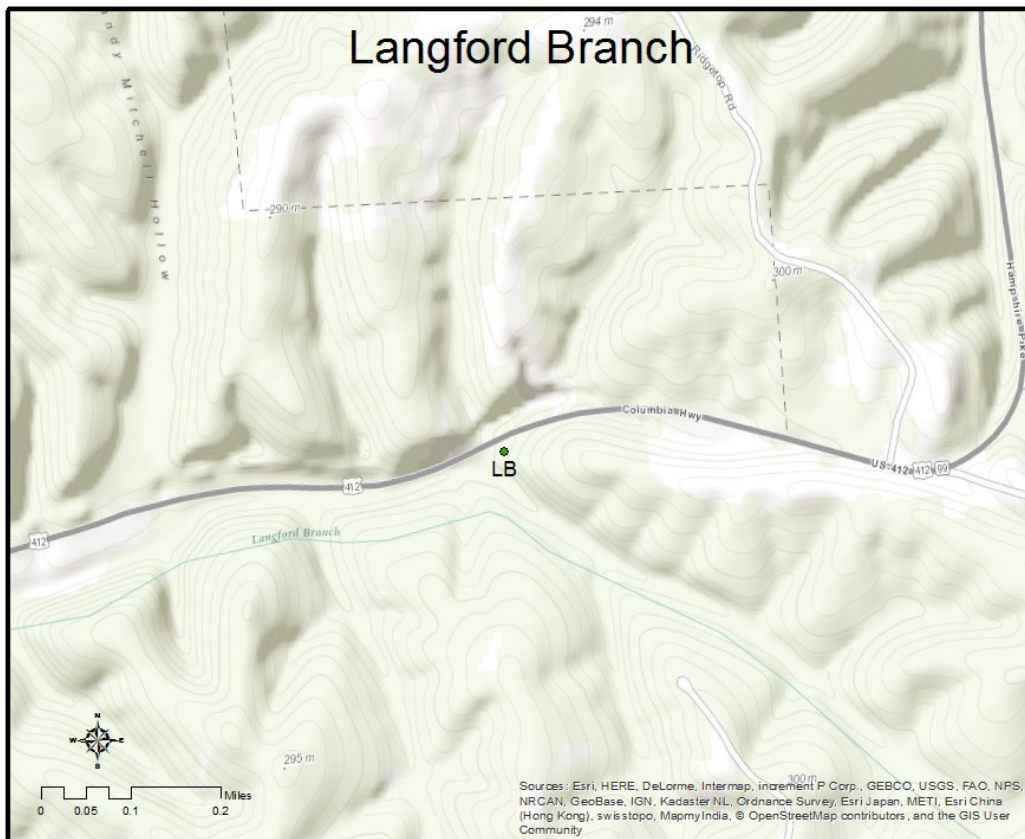 Langford Branch
294 m
Ridgetop Rd
ndy Mitchell Hollow
290 m
300 m
Hampshire Pike
Columbia Hwy
US-412
412
99
LB
412
Langford Branch
412
N
W
E
S
295 m
300 m
Miles
0 0.05 0.1 0.2
Sources: Esri, HERE, DeLorme, Intermap, increment P Corp., GEBCO, USGS, FAO, NPS,
NRCAN, GeoBase, IGN, Kadaster NL, Ordnance Survey, Esri Japan, METI, Esri China
(Hong Kong), swisstopo, MapmyIndia, © OpenStreetMap contributors, and the GIS User
Community